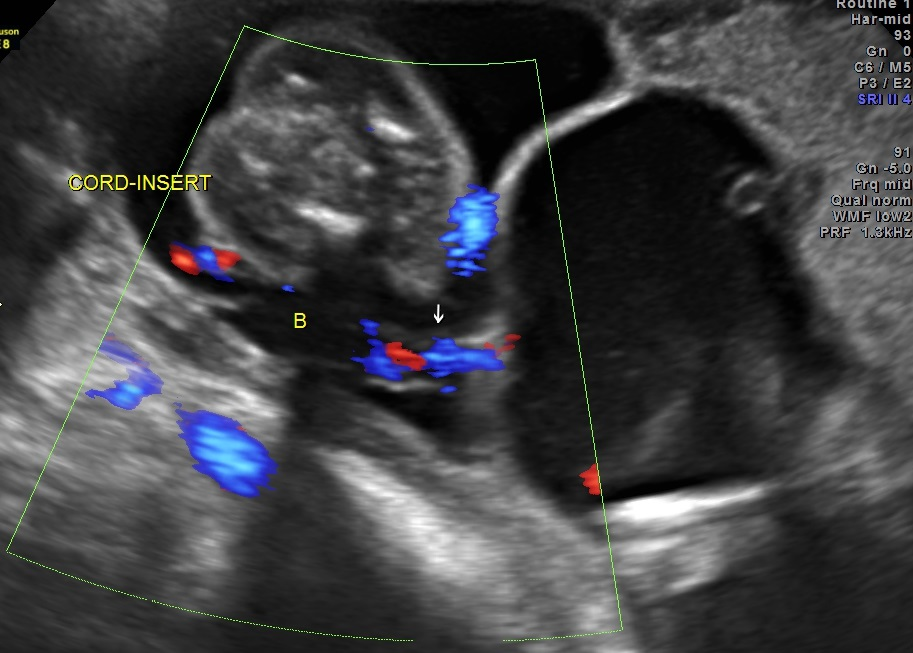 Routine 1
Har-mid
93
Gn 0
C6 / M5
P3 / E2
SRI II 4
91
Gn -5.0
Frq mid
Qual norm
WMF low2
PRF 1.3kHz
CORD-INSERT
B